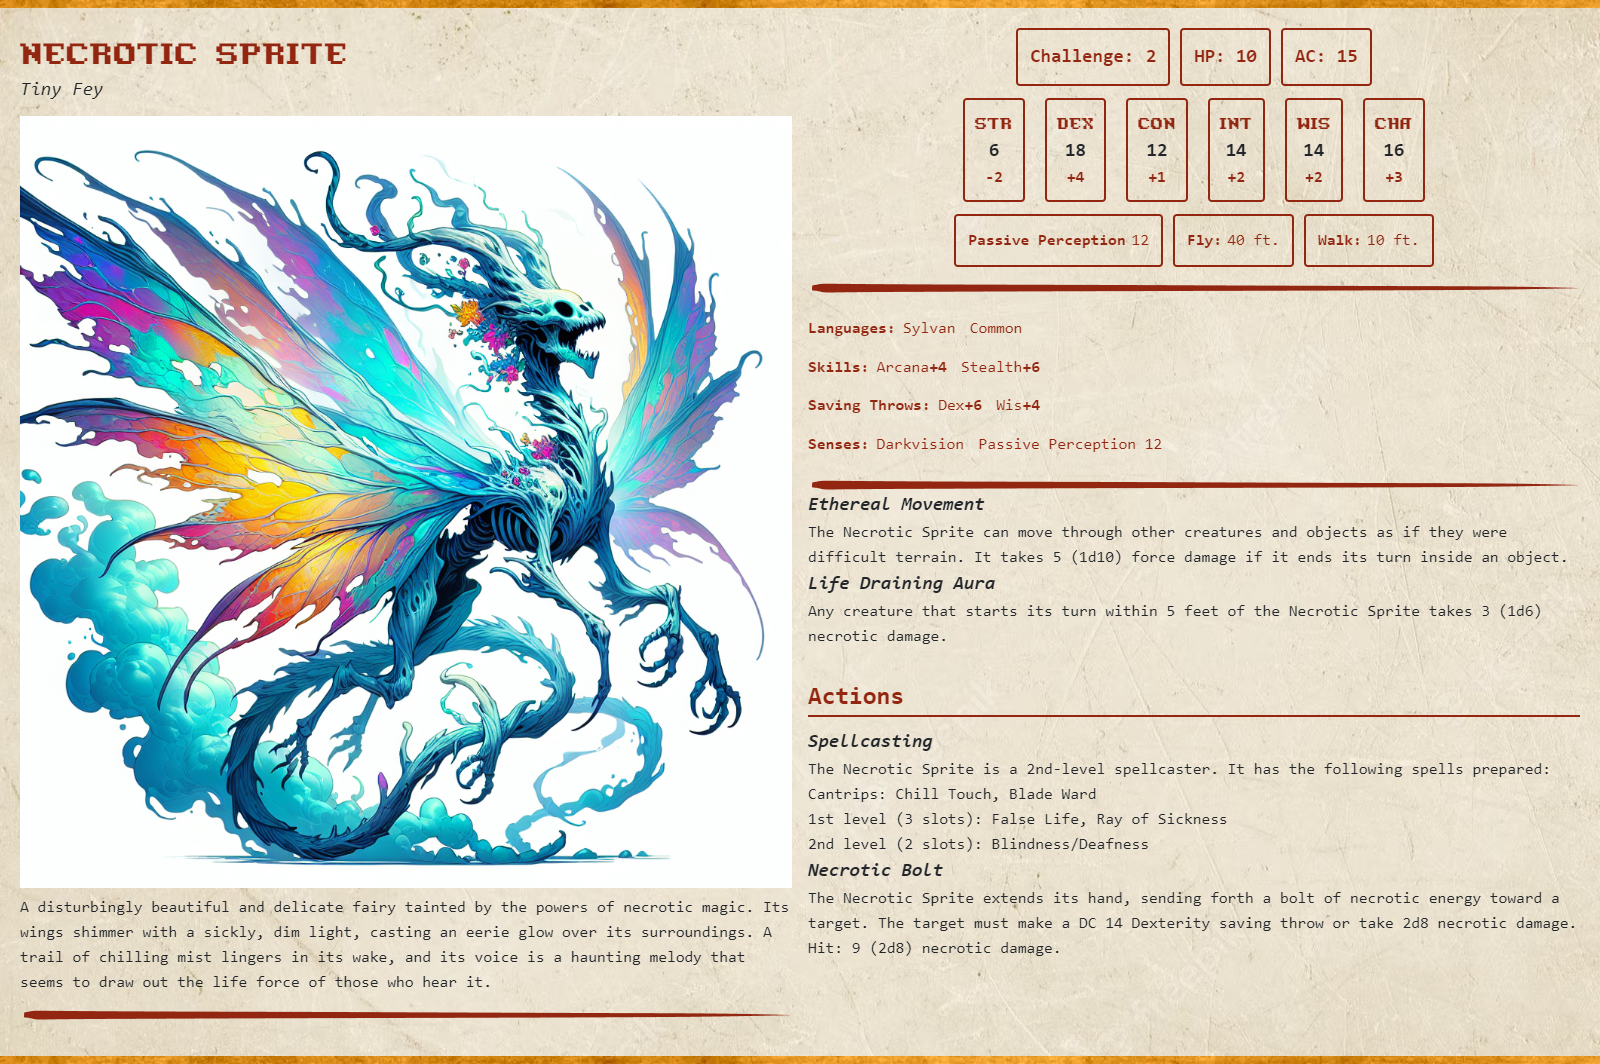 NECROTIC SPRITE
Tiny Fey
A disturbingly beautiful and delicate fairy tainted by the powers of necrotic magic. Its
wings shimmer with a sickly, dim light, casting an eerie glow over its surroundings. A
trail of chilling mist lingers in its wake, and its voice is a haunting melody that
seems to draw out the life force of those who hear it.
Challenge: 2 HP: 10 AC: 15
STR DEX CON INT WIS CHA
6 18 12 14 14 16
-2 +4 +1 +2 +2 +3
Passive Perception 12 Fly: 40 ft. Walk: 10 ft.
Languages: Sylvan Common
Skills: Arcana+4 Stealth+6
Saving Throws: Dex+6 Wis+4
Senses: Darkvision Passive Perception 12
Ethereal Movement
The Necrotic Sprite can move through other creatures and objects as if they were
difficult terrain. It takes 5 (1d10) force damage if it ends its turn inside an object.
Life Draining Aura
Any creature that starts its turn within 5 feet of the Necrotic Sprite takes 3 (1d6)
necrotic damage.
Actions
Spellcasting
The Necrotic Sprite is a 2nd-level spellcaster. It has the following spells prepared:
Cantrips: Chill Touch, Blade Ward
1st level (3 slots): False Life, Ray of Sickness
2nd level (2 slots): Blindness/Deafness
Necrotic Bolt
The Necrotic Sprite extends its hand, sending forth a bolt of necrotic energy toward a
target. The target must make a DC 14 Dexterity saving throw or take 2d8 necrotic damage.
Hit: 9 (2d8) necrotic damage.